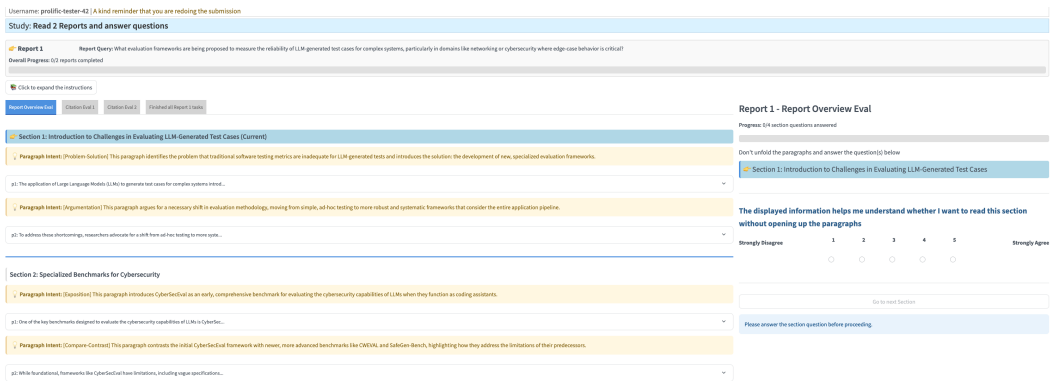 Username: prolific-tester-42 | A kind reminder that you are redoing the submission
Study: Read 2 Reports and answer questions
Report 1 Report Query: What evaluation frameworks are being proposed to measure the reliability of LLM-generated test cases for complex systems, particularly in domains like networking or cybersecurity where edge-case behavior is critical?
Overall Progress: 0/2 reports completed
Click to expand the instructions
Report Overview Eval Citation Eval 1 Citation Eval 2 Finished all Report 1 tasks
Section 1: Introduction to Challenges in Evaluating LLM-Generated Test Cases (Current)
Paragraph Intent: [Problem-Solution] This paragraph identifies the problem that traditional software testing metrics are inadequate for LLM-generated tests and introduces the solution: the development of new, specialized evaluation frameworks.
p1: The application of Large Language Models (LLMs) to generate test cases for complex systems introd...
Paragraph Intent: [Argumentation] This paragraph argues for a necessary shift in evaluation methodology, moving from simple, ad-hoc testing to more robust and systematic frameworks that consider the entire application pipeline.
p2: To address these shortcomings, researchers advocate for a shift from ad-hoc testing to more syste...
Section 2: Specialized Benchmarks for Cybersecurity
Paragraph Intent: [Exposition] This paragraph introduces CyberSecEval as an early, comprehensive benchmark for evaluating the cybersecurity capabilities of LLMs when they function as coding assistants.
p1: One of the key benchmarks designed to evaluate the cybersecurity capabilities of LLMs is CyberSec...
Paragraph Intent: [Compare-Contrast] This paragraph contrasts the initial CyberSecEval framework with newer, more advanced benchmarks like CWEVAL and SafeGen-Bench, highlighting how they address the limitations of their predecessors.
p2: While foundational, frameworks like CyberSecEval have limitations, including vague specifications...
Report 1 - Report Overview Eval
Progress: 0/4 section questions answered
Don't unfold the paragraphs and answer the question(s) below
Section 1: Introduction to Challenges in Evaluating LLM-Generated Test Cases
The displayed information helps me understand whether I want to read this section
without opening up the paragraphs
Strongly Disagree 1 2 3 4 5 Strongly Agree
Go to next Section
Please answer the section question before proceeding.